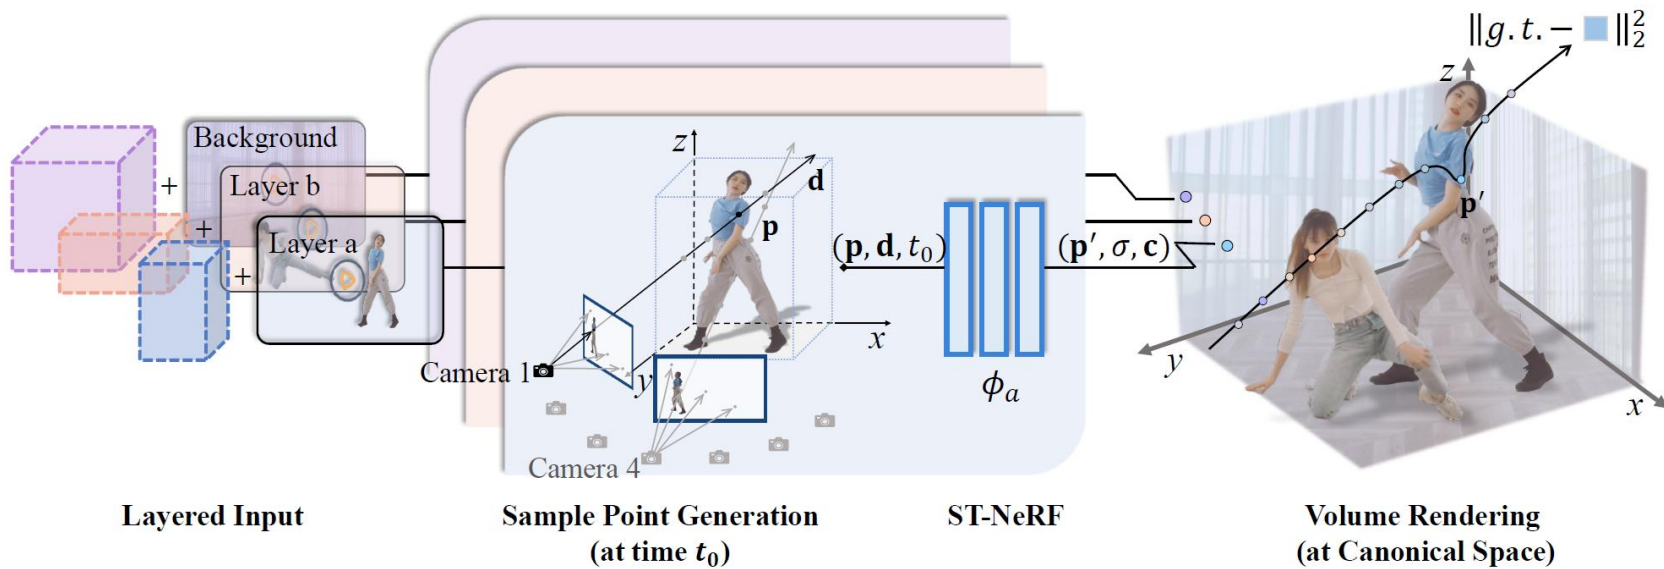 Background
Layer b
Layer a
+
+
+
z
d
p
x
y
Camera 1
Camera 4
(p, d, t₀)
ϕₐ
(p′, σ, c)
‖g.t.− ‖₂²
z
p′
y
x
Layered Input
Sample Point Generation
(at time t₀)
ST-NeRF
Volume Rendering
(at Canonical Space)